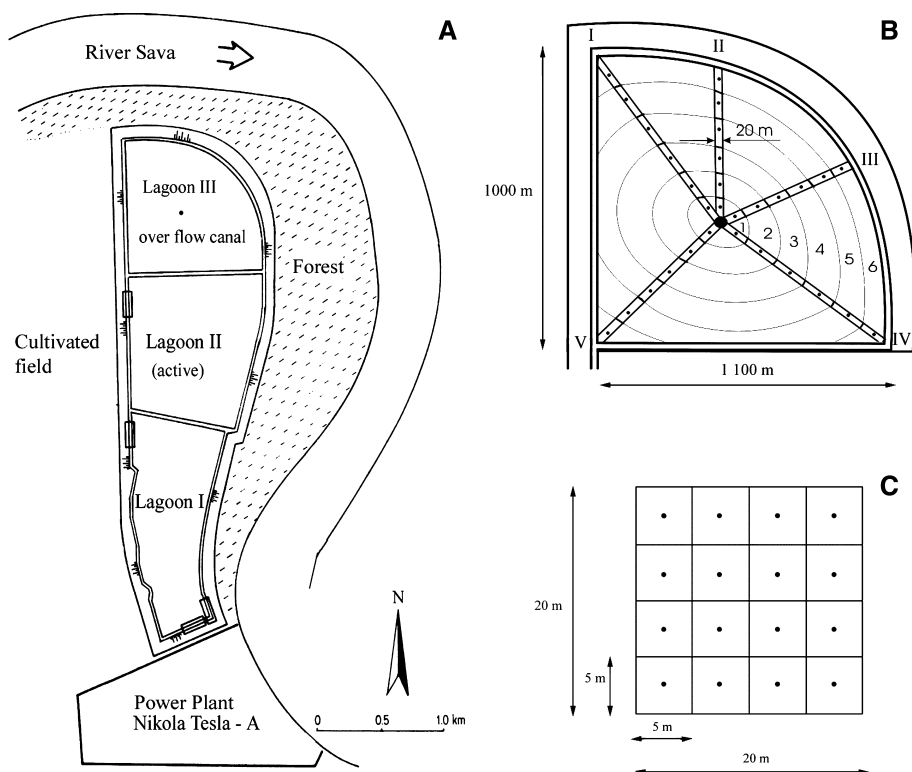 A
River Sava
Lagoon III
over flow canal
Forest
Cultivated
field
Lagoon II
(active)
Lagoon I
N
Power Plant
Nikola Tesla - A
0 0.5 1.0 km
B
I
II
III
20 m
1000 m
1 2 3 4 5 6
V
IV
1 100 m
C
20 m
5 m
5 m
20 m